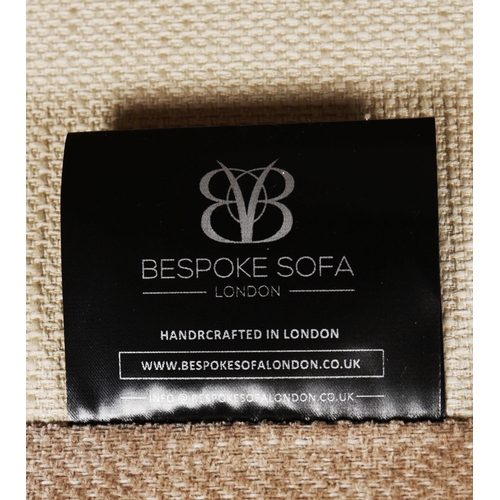 BESPOKE SOFA
LONDON
HANDRCRAFTED IN LONDON
WWW.BESPOKESOFALONDON.CO.UK
INFO@BESPOKESOFALONDON.CO.UK